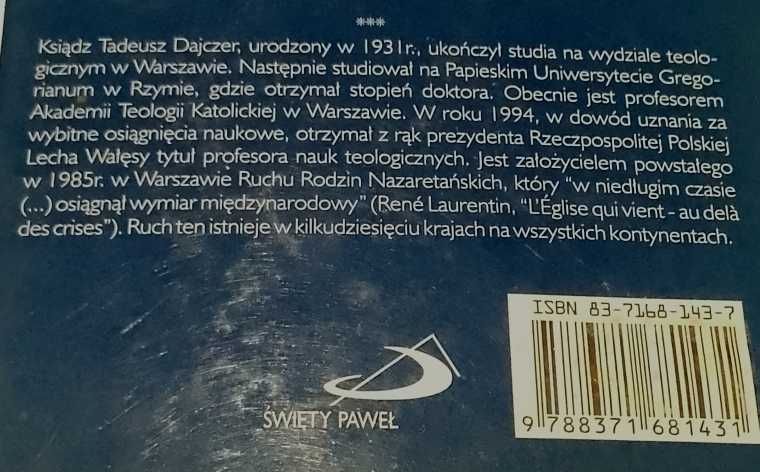 ***
Ksiądz Tadeusz Dajczer, urodzony w 1931r., ukończył studia na wydziale teolo-
gicznym w Warszawie. Następnie studiował na Papieskim Uniwersytecie Grego-
rianum w Rzymie, gdzie otrzymał stopień doktora. Obecnie jest profesorem
Akademii Teologii Katolickiej w Warszawie. W roku 1994, w dowód uznania za
wybitne osiągnięcia naukowe, otrzymał z rąk prezydenta Rzeczpospolitej Polskiej
Lecha Wałęsy tytuł profesora nauk teologicznych. Jest założycielem powstałego
w 1985r. w Warszawie Ruchu Rodzin Nazaretańskich, który "w niedługim czasie
(...) osiągnął wymiar międzynarodowy" (René Laurentin, "L'Église qui vient - au delà
des crises"). Ruch ten istnieje w kilkudziesięciu krajach na wszystkich kontynentach.
ISBN 83-7168-143-7
9 788371 681431
ŚWIĘTY PAWEŁ